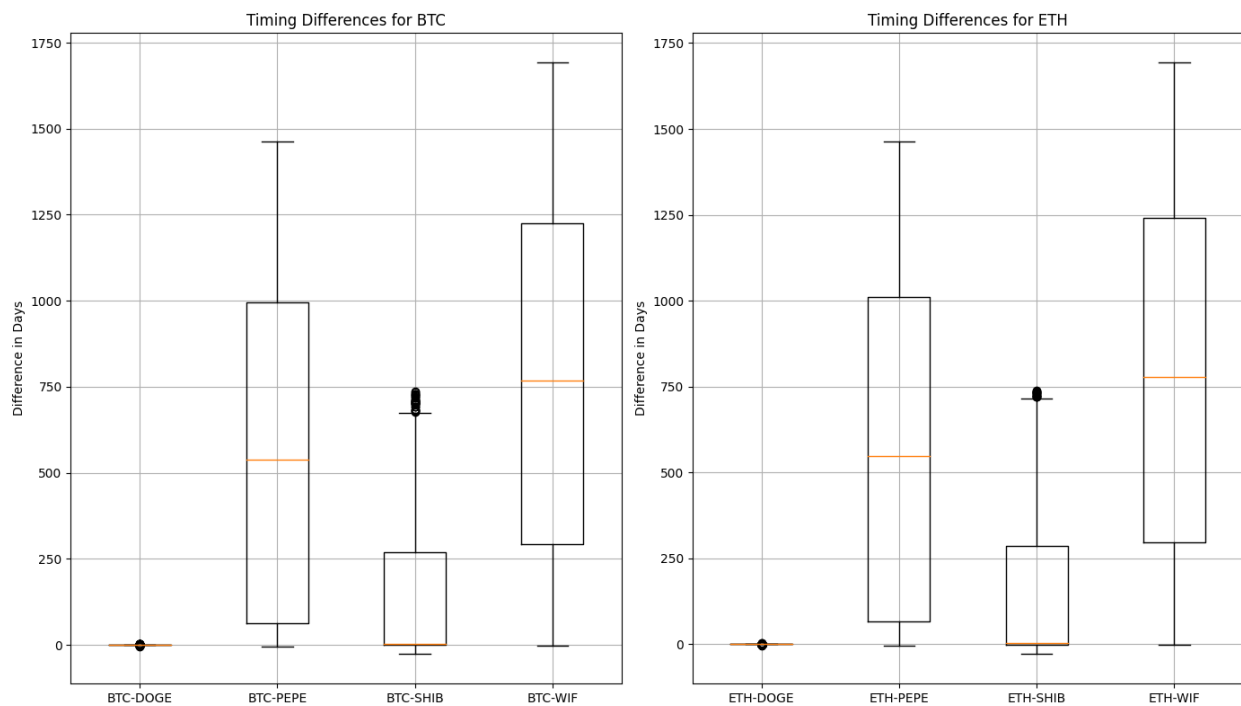 Timing Differences for BTC
Difference in Days
1750
1500
1250
1000
750
500
250
0
BTC-DOGE BTC-PEPE BTC-SHIB BTC-WIF
Timing Differences for ETH
Difference in Days
1750
1500
1250
1000
750
500
250
0
ETH-DOGE ETH-PEPE ETH-SHIB ETH-WIF